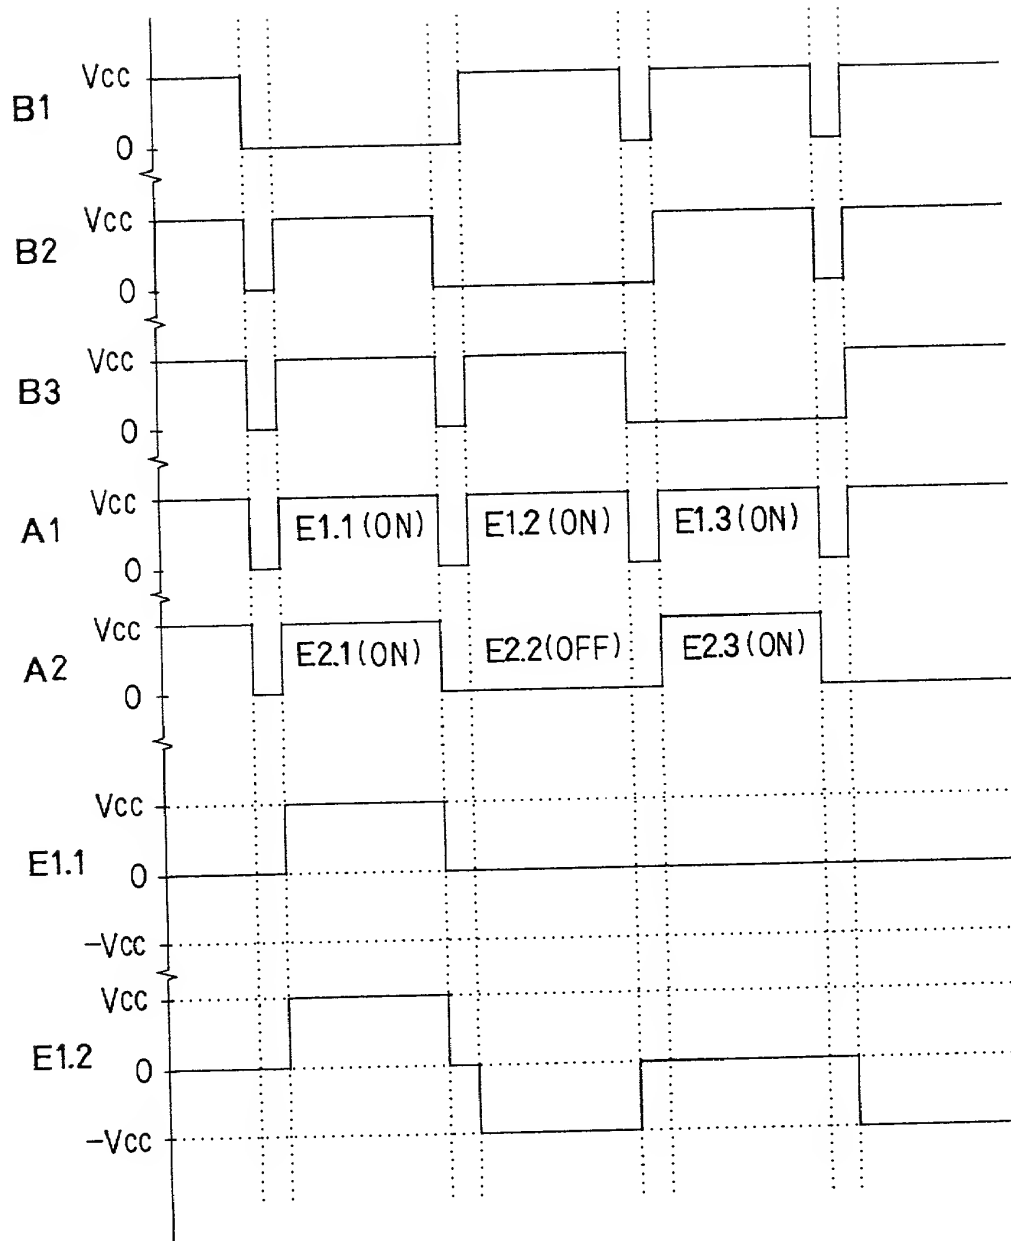 Vcc
B1
0
Vcc
B2
0
Vcc
B3
0
Vcc
A1
E1.1(ON) E1.2(ON) E1.3(ON)
0
Vcc
A2
E2.1(ON) E2.2(OFF) E2.3(ON)
0
Vcc
E1.1
0
-Vcc
Vcc
E1.2
0
-Vcc